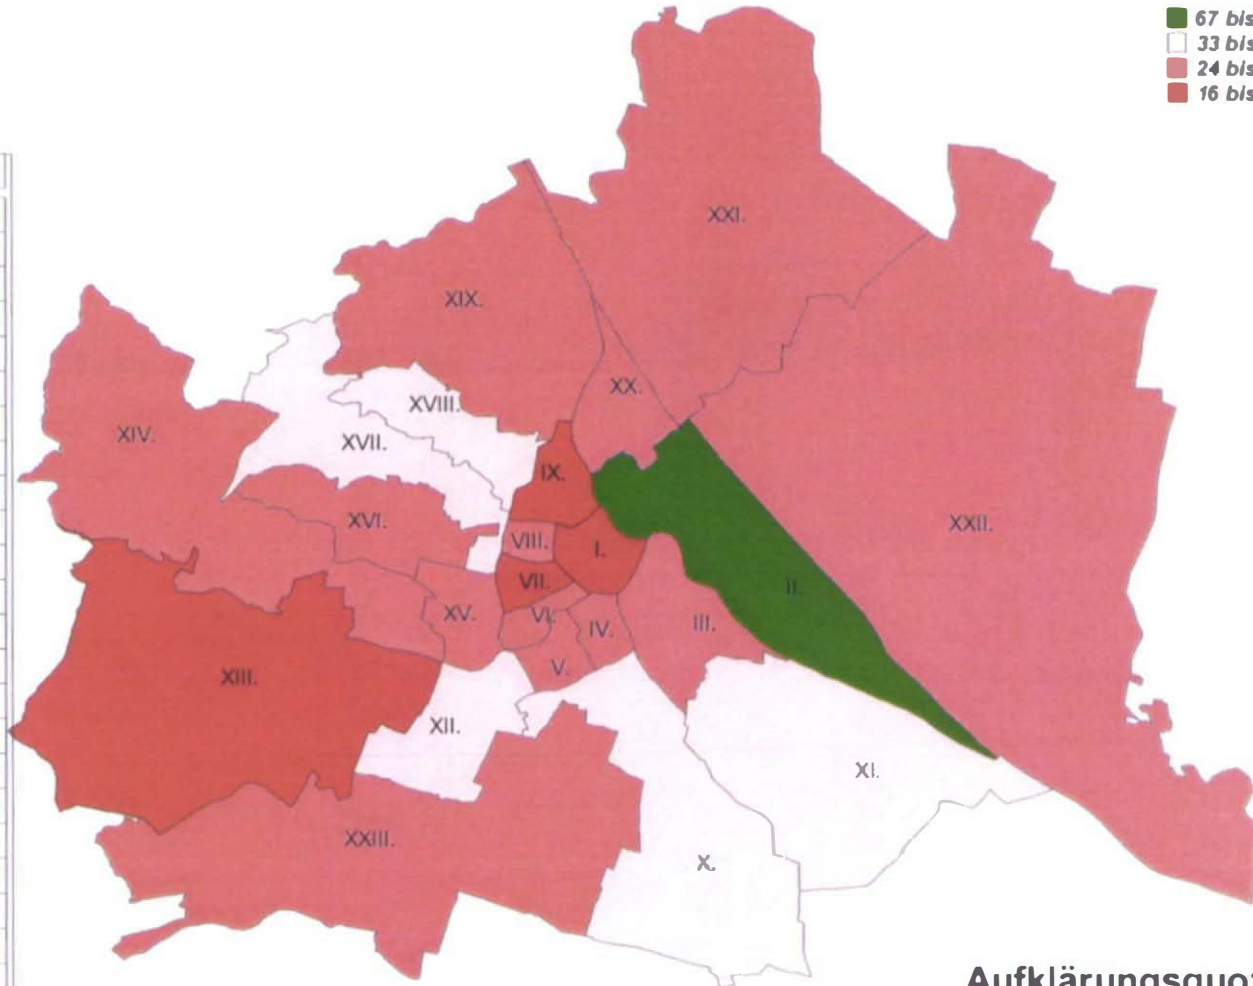 67 bis
33 bis
24 bis
16 bis
XXI.
XIX.
XX.
XVIII.
XIV.
XVII.
IX.
XVI.
XXII.
VIII.
I.
VII.
II.
XV.
VI.
IV.
III.
V.
XIII.
XII.
XI.
XXIII.
X.
Aufklärungsquot